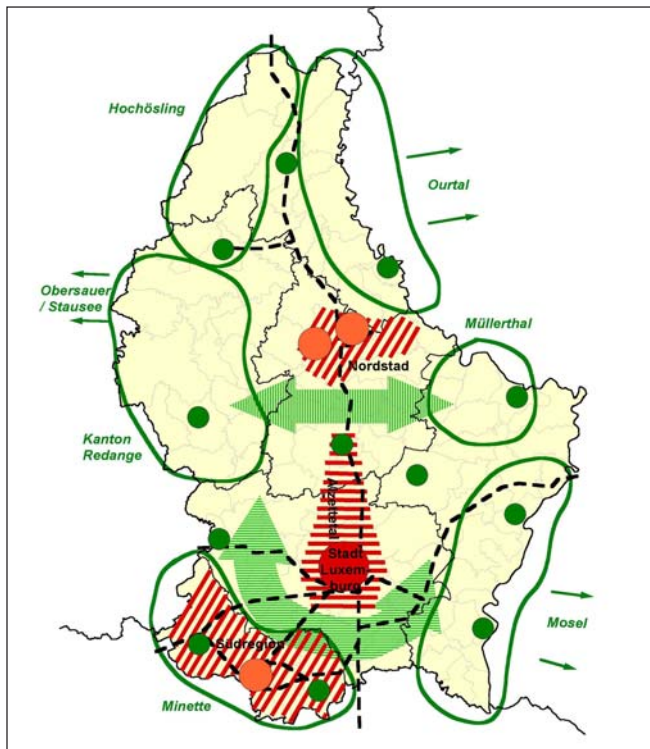 Hochösling
Ourtal
Obersauer
/ Stausee
Müllerthal
Nordstad
Kanton
Redange
Alzettetal
Stadt
Luxem-
burg
Südregion
Mosel
Minette